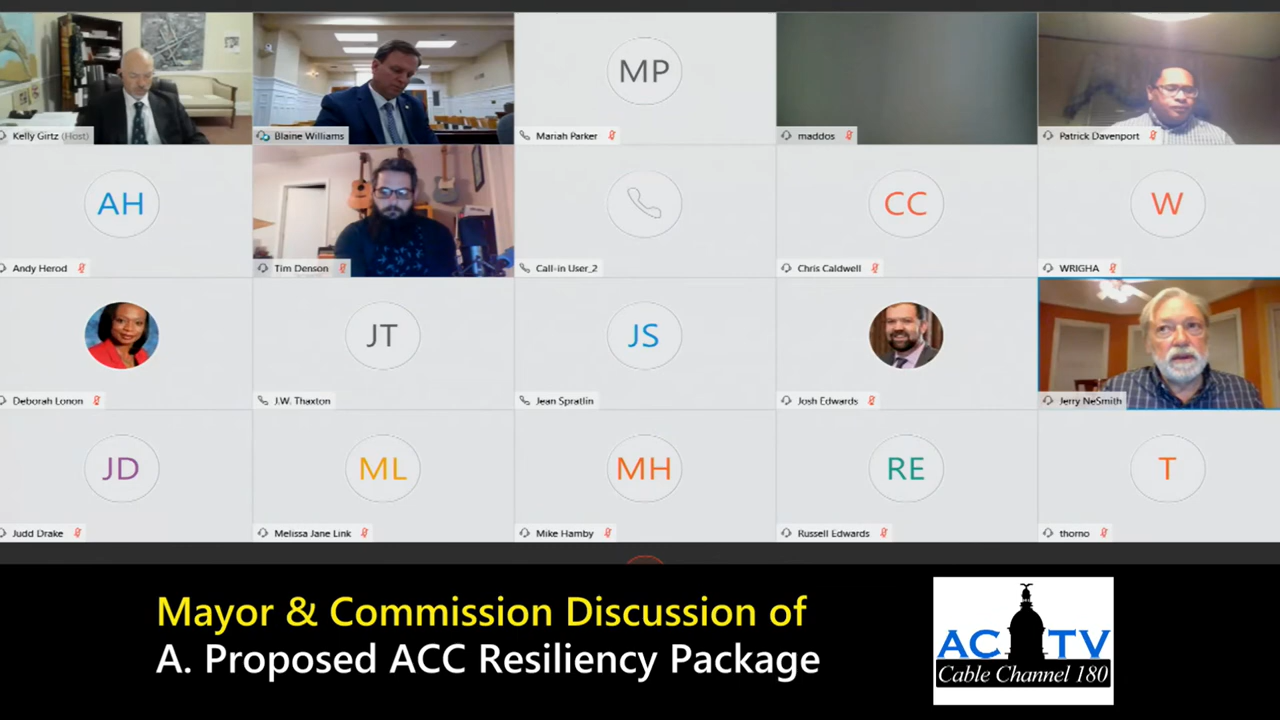 MP
Kelly Girtz (Host)
Blaine Williams
Mariah Parker
maddos
Patrick Davenport
AH
CC
W
Andy Herod
Tim Denson
Call-in User_2
Chris Caldwell
WRIGHA
JT
JS
Deborah Lonon
J.W. Thaxton
Jean Spratlin
Josh Edwards
Jerry NeSmith
JD
ML
MH
RE
T
Judd Drake
Melissa Jane Link
Mike Hamby
Russell Edwards
thorno
Mayor & Commission Discussion of
A. Proposed ACC Resiliency Package
ACTV
Cable Channel 180